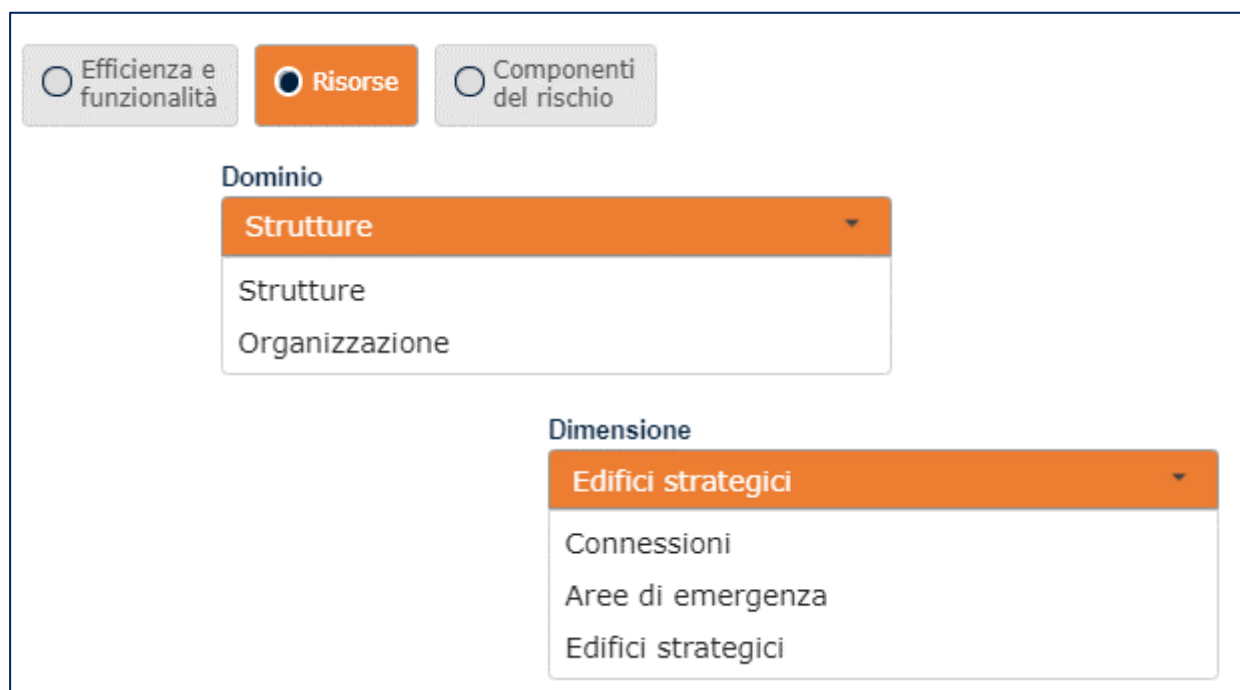 Efficienza e
funzionalità
Risorse
Componenti
del rischio
Dominio
Strutture
Strutture
Organizzazione
Dimensione
Edifici strategici
Connessioni
Aree di emergenza
Edifici strategici